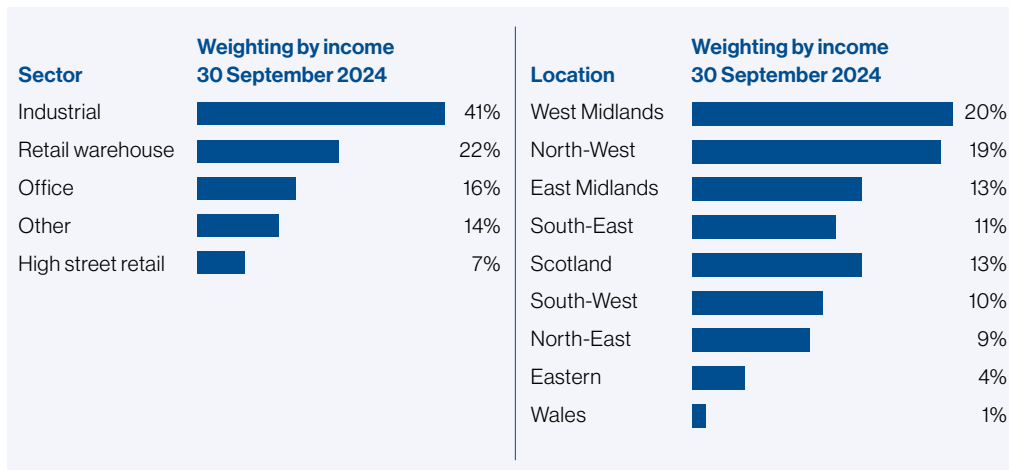 Sector
Weighting by income
30 September 2024
Industrial 41%
Retail warehouse 22%
Office 16%
Other 14%
High street retail 7%
Location
Weighting by income
30 September 2024
West Midlands 20%
North-West 19%
East Midlands 13%
South-East 11%
Scotland 13%
South-West 10%
North-East 9%
Eastern 4%
Wales 1%